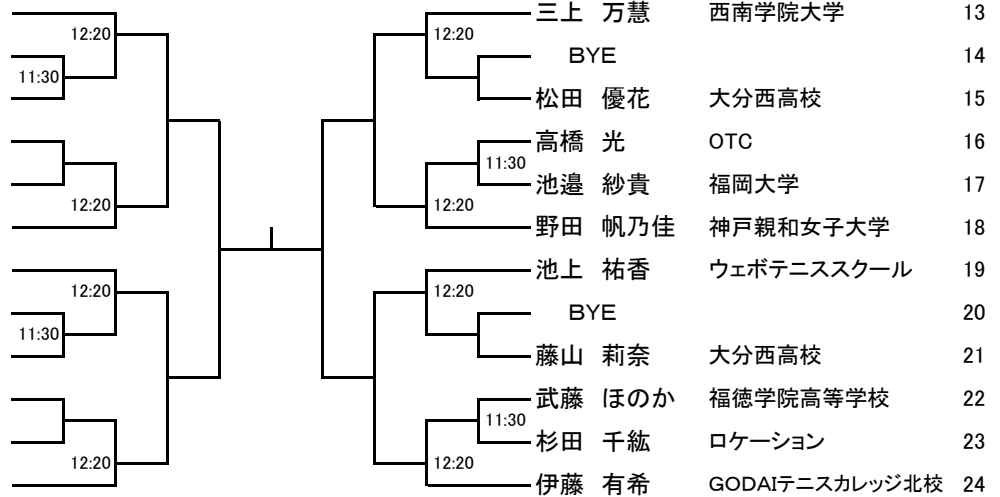 12:20 12:20 三上 万慧 西南学院大学 13
BYE 14
11:30
松田 優花 大分西高校 15
高橋 光 OTC 16
11:30
池邉 紗貴 福岡大学 17
12:20 12:20
野田 帆乃佳 神戸親和女子大学 18
池上 祐香 ウェボテニススクール 19
12:20 12:20
BYE 20
11:30
藤山 莉奈 大分西高校 21
武藤 ほのか 福徳学院高等学校 22
11:30
杉田 千紘 ロケーション 23
12:20 12:20
伊藤 有希 GODAIテニスカレッジ北校 24